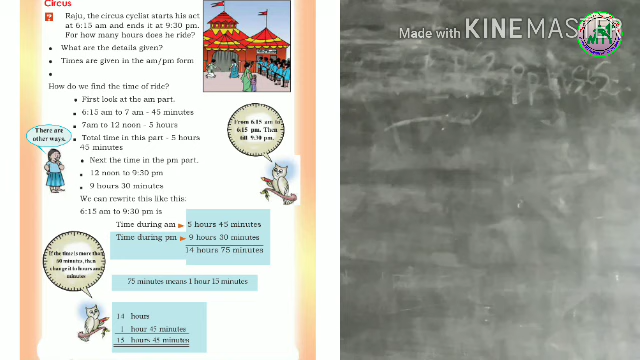 Circus
Raju, the circus cyclist starts his act
at 6:15 am and ends it at 9:30 pm.
For how many hours does he ride?
• What are the details given?
• Times are given in the am/pm form
•
How do we find the time of ride?
• First look at the am part.
• 6:15 am to 7 am - 45 minutes
• 7am to 12 noon - 5 hours
• Total time in this part - 5 hours
45 minutes
• Next the time in the pm part.
• 12 noon to 9:30 pm
• 9 hours 30 minutes
We can rewrite this like this.
6:15 am to 9:30 pm is
Time during am 5 hours 45 minutes
Time during pm 9 hours 30 minutes
14 hours 75 minutes
75 minutes means 1 hour 15 minutes
14 hours
1 hour 45 minutes
15 hours 45 minutes
There are
other ways.
From 6:15 am to
6:15 pm. Then
till 9:30 pm.
If the time is more than
60 minutes, then
change it to hours and
minutes
Made with KINEMASTER
MT